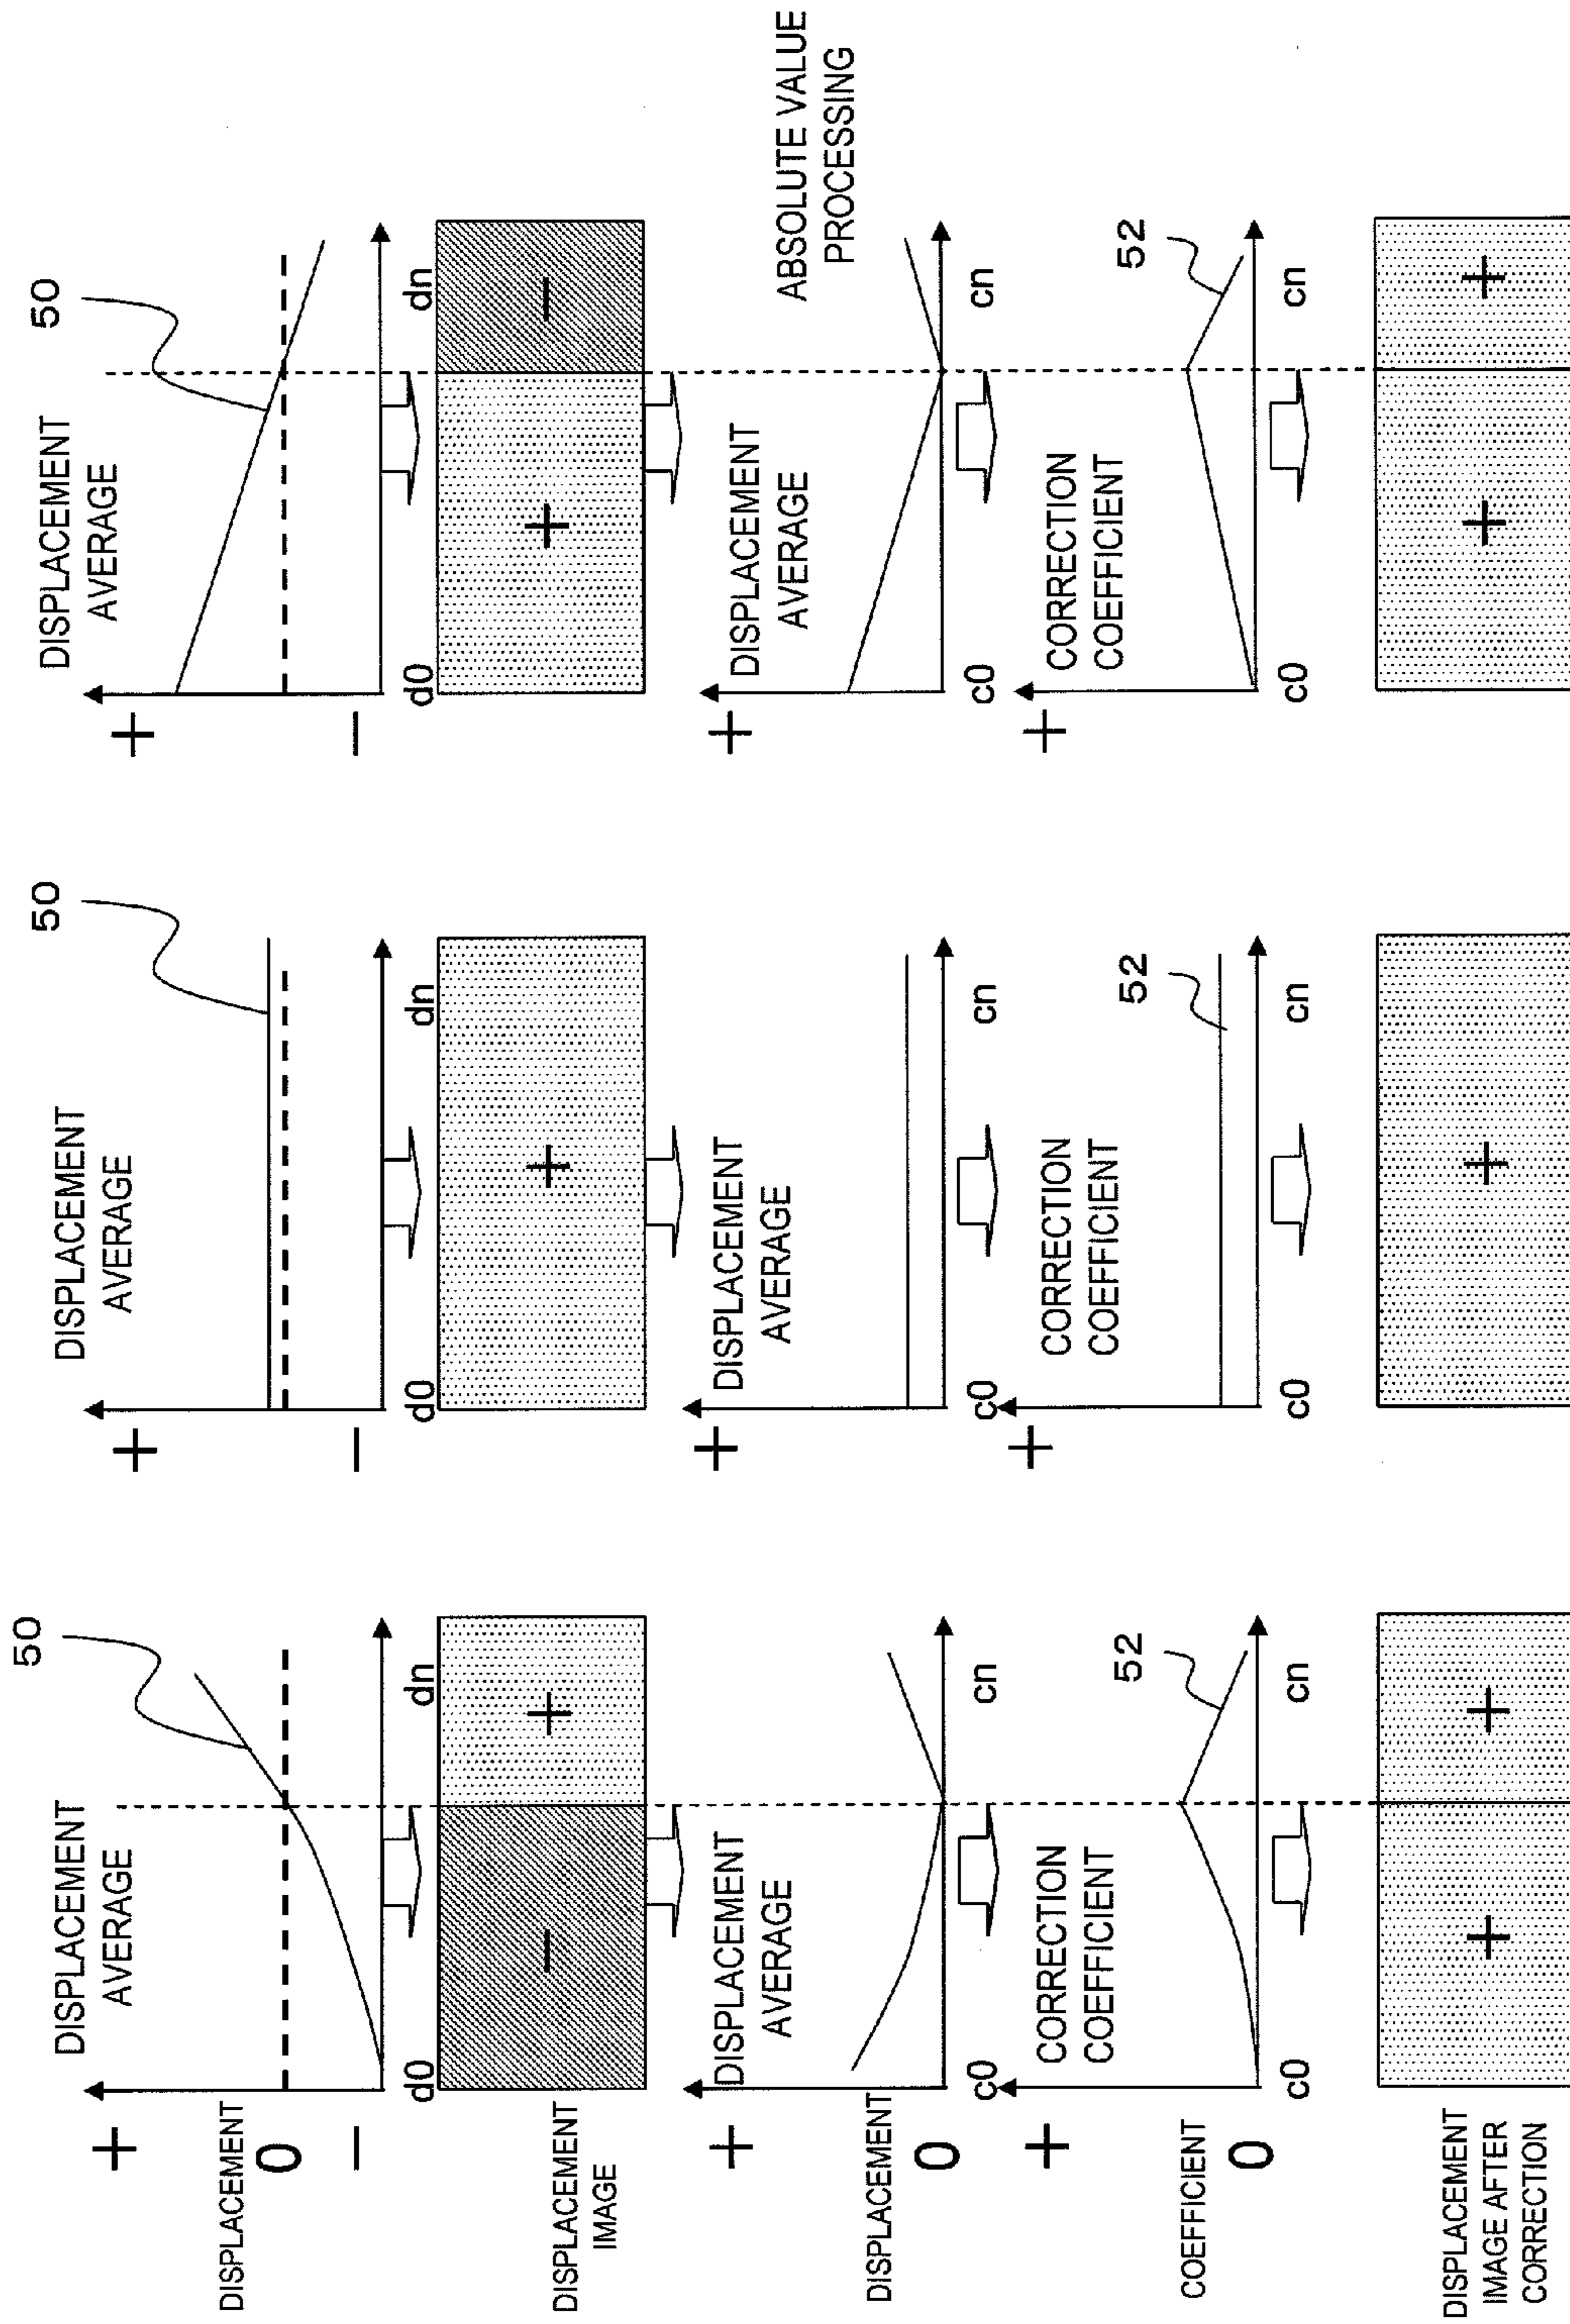 50
50
50
DISPLACEMENT
AVERAGE
DISPLACEMENT
AVERAGE
DISPLACEMENT
AVERAGE
+
+
+
DISPLACEMENT
0
−
−
−
d0 dn
d0 dn
d0 dn
DISPLACEMENT
IMAGE
− +
+
+ −
DISPLACEMENT
AVERAGE
DISPLACEMENT
AVERAGE
DISPLACEMENT
AVERAGE
ABSOLUTE VALUE
PROCESSING
+
+
+
DISPLACEMENT
0
c0 cn
c0 cn
c0 cn
CORRECTION
COEFFICIENT
CORRECTION
COEFFICIENT
CORRECTION
COEFFICIENT
+
+
+
52
52
52
COEFFICIENT
0
c0 cn
c0 cn
c0 cn
DISPLACEMENT
IMAGE AFTER
CORRECTION
+ +
+
+ +